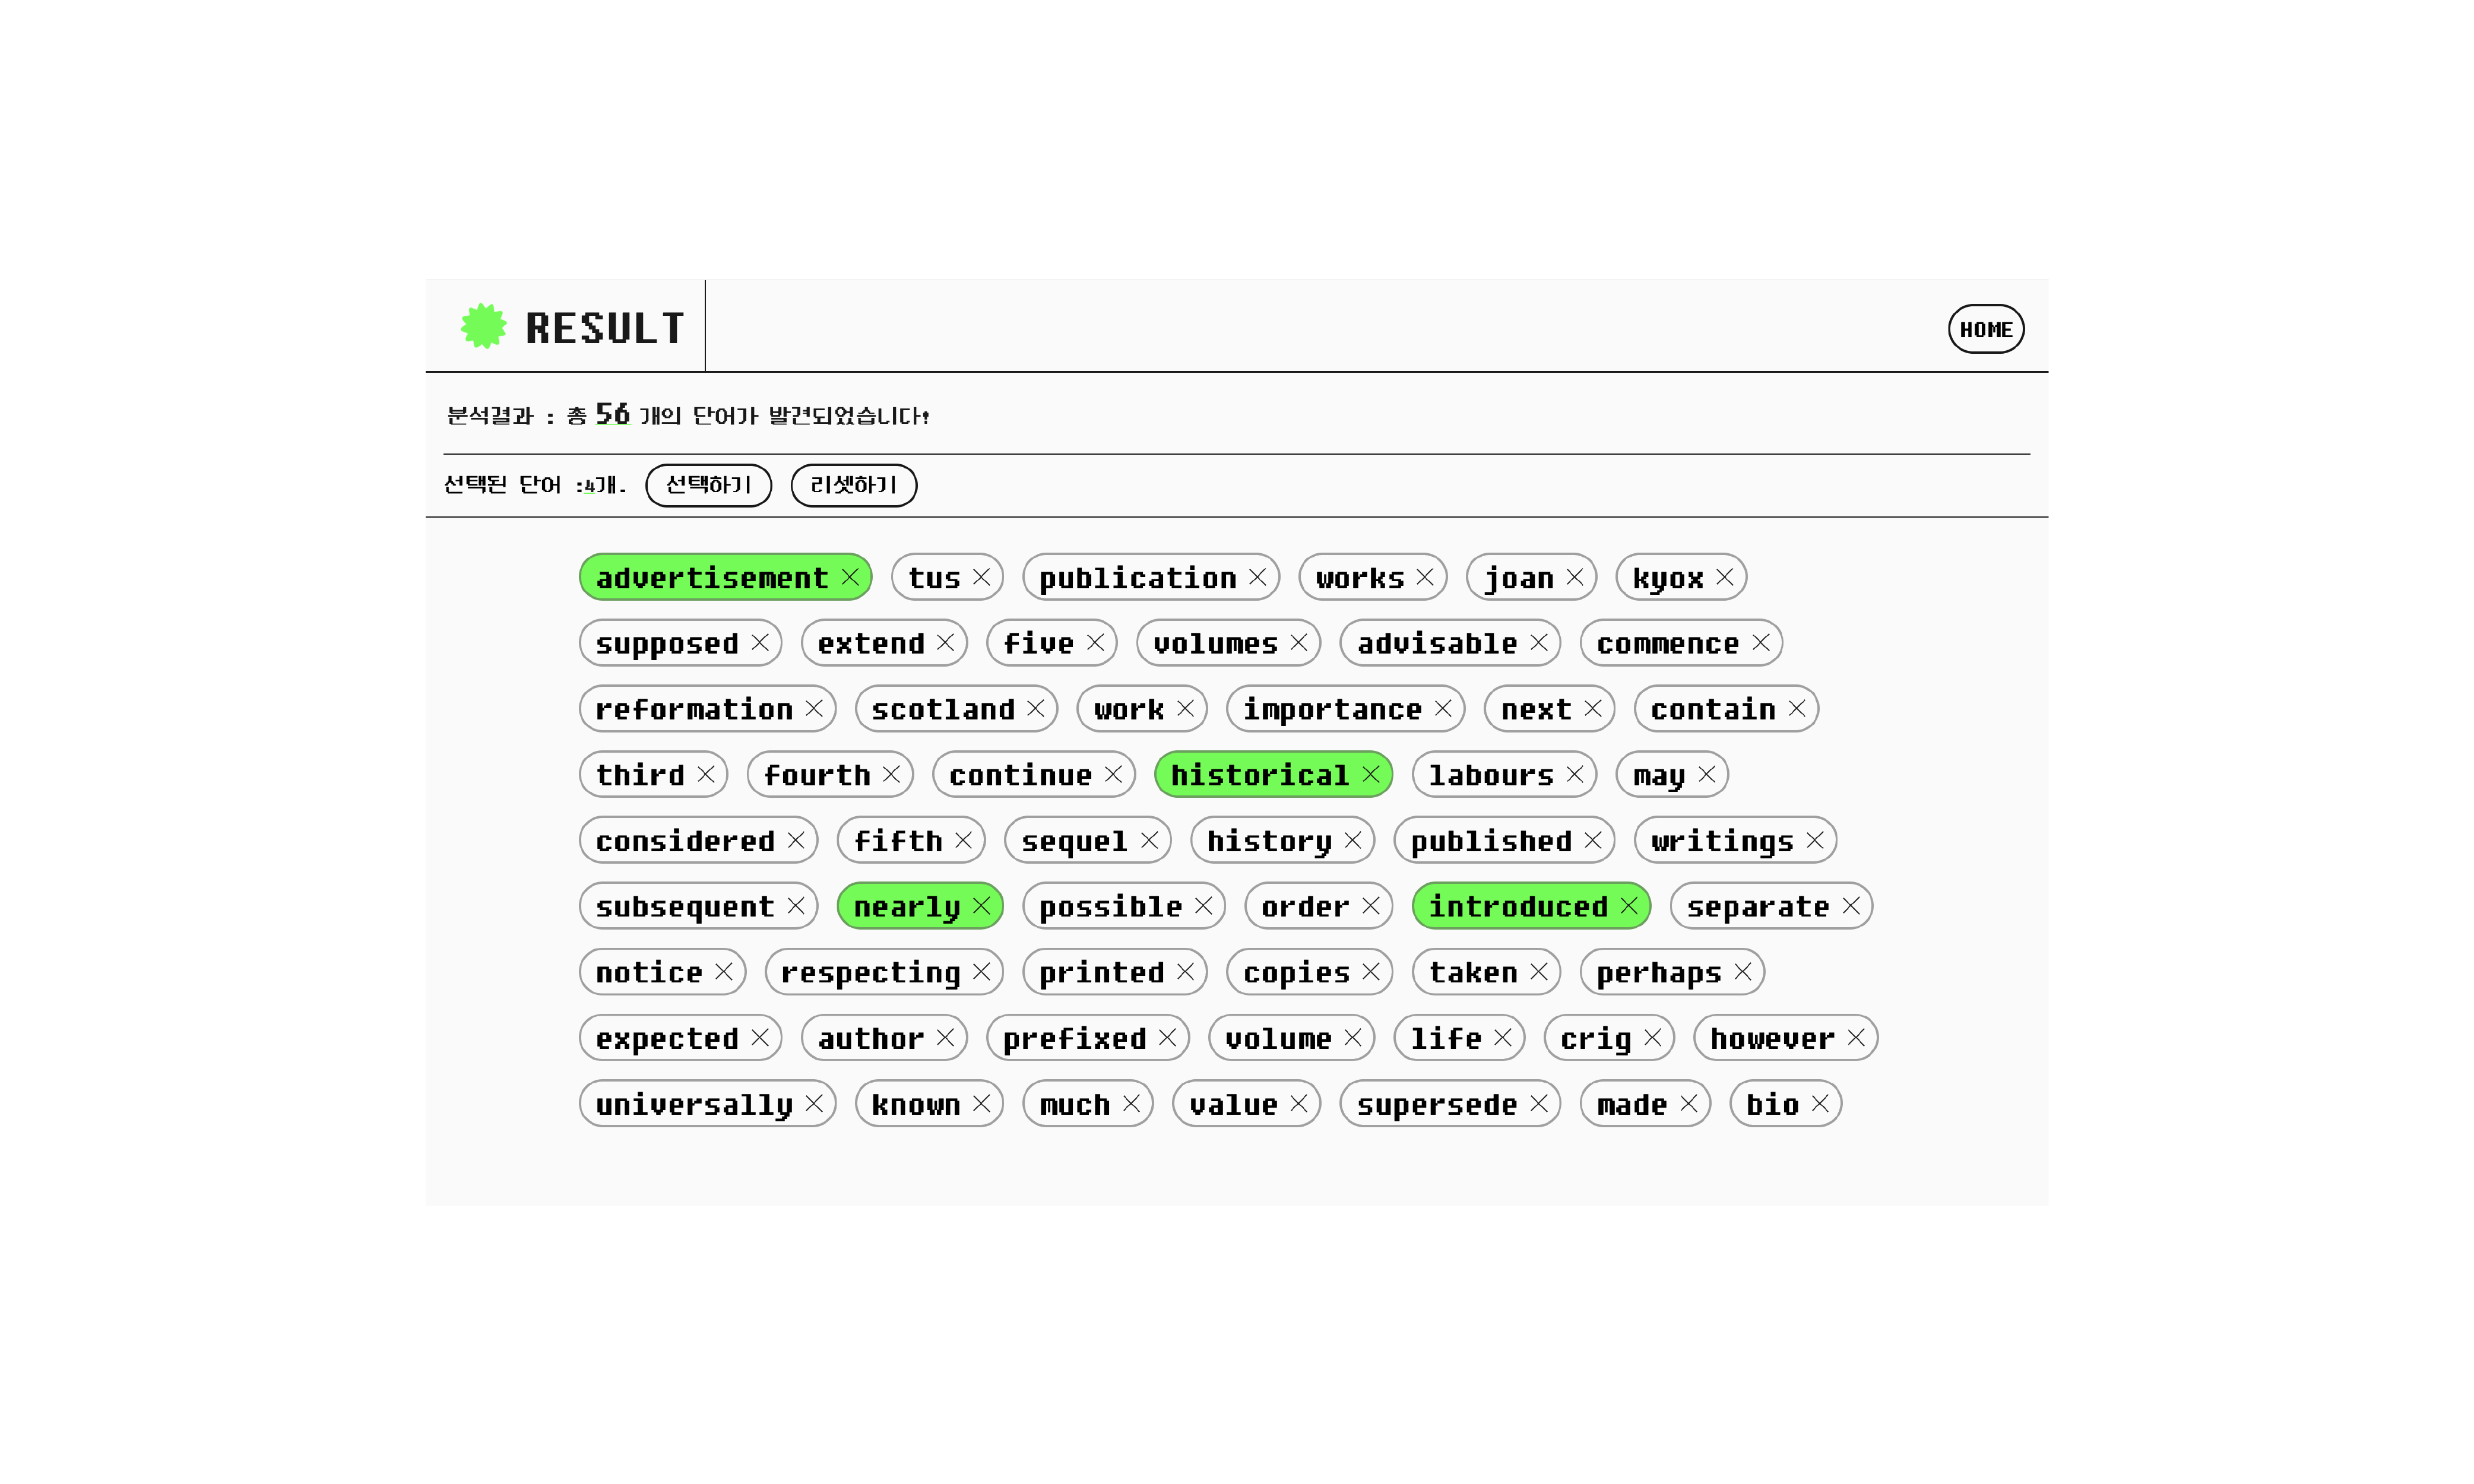 RESULT
HOME
분석결과 : 총 56 개의 단어가 발견되었습니다!
선택된 단어 :4개. 선택하기 리셋하기
advertisement tus publication works joan kyox
supposed extend five volumes advisable commence
reformation scotland work importance next contain
third fourth continue historical labours may
considered fifth sequel history published writings
subsequent nearly possible order introduced separate
notice respecting printed copies taken perhaps
expected author prefixed volume life crig however
universally known much value supersede made bio